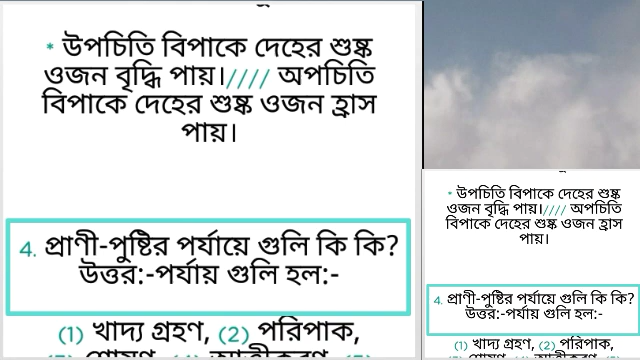 * উপচিতি বিপাকে দেহের শুষ্ক
ওজন বৃদ্ধি পায়।//// অপচিতি
বিপাকে দেহের শুষ্ক ওজন হ্রাস
পায়।
4. প্রাণী-পুষ্টির পর্যায়ে গুলি কি কি?
উত্তর:-পর্যায় গুলি হল:-
(1) খাদ্য গ্রহণ, (2) পরিপাক,
* উপচিতি বিপাকে দেহের শুষ্ক
ওজন বৃদ্ধি পায়।//// অপচিতি
বিপাকে দেহের শুষ্ক ওজন হ্রাস
পায়।
4. প্রাণী-পুষ্টির পর্যায়ে গুলি কি কি?
উত্তর:-পর্যায় গুলি হল:-
(1) খাদ্য গ্রহণ, (2) পরিপাক,